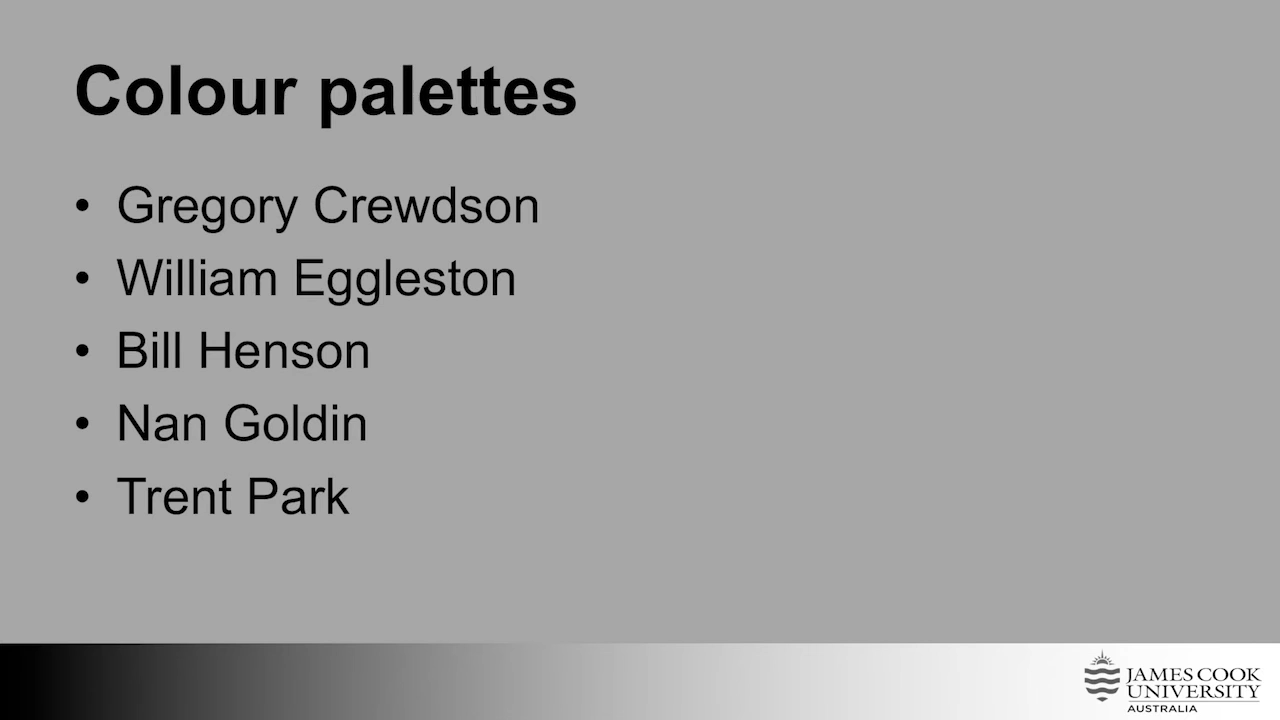 Colour palettes
• Gregory Crewdson
• William Eggleston
• Bill Henson
• Nan Goldin
• Trent Park
JAMES COOK
UNIVERSITY
AUSTRALIA